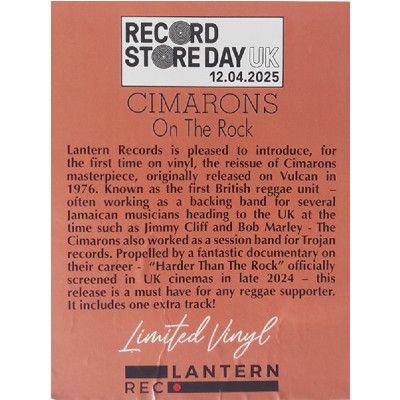 RECORD
STORE DAY UK
12.04.2025
CIMARONS
On The Rock
Lantern Records is pleased to introduce, for
the first time on vinyl, the reissue of Cimarons
masterpiece, originally released on Vulcan in
1976. Known as the first British reggae unit –
often working as a backing band for several
Jamaican musicians heading to the UK at the
time such as Jimmy Cliff and Bob Marley - The
Cimarons also worked as a session band for Trojan
records. Propelled by a fantastic documentary on
their career - “Harder Than The Rock” officially
screened in UK cinemas in late 2024 – this
release is a must have for any reggae supporter.
It includes one extra track!
Limited Vinyl
LANTERN
REC